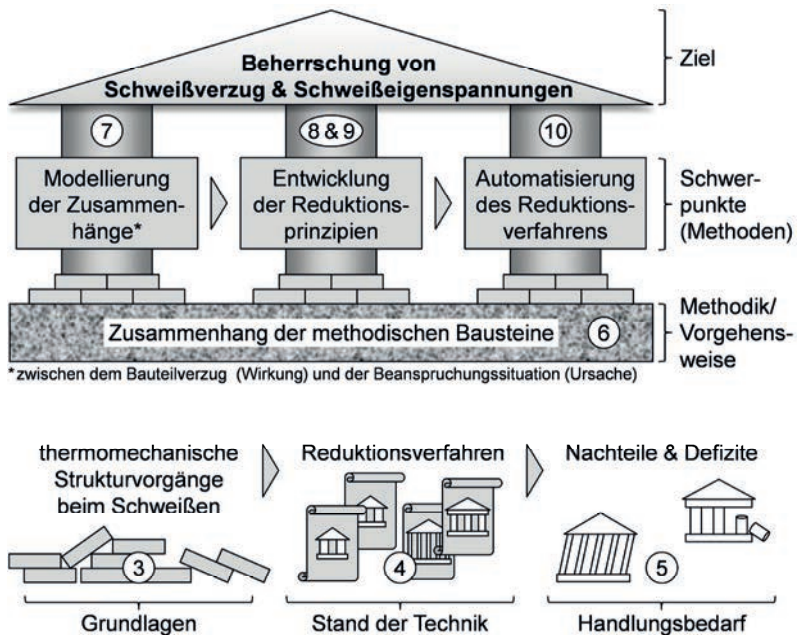 Beherrschung von
Schweißverzug & Schweißeigenspannungen
Ziel
7
8 & 9
10
Modellierung
der Zusammen-
hänge*
Entwicklung
der Reduktions-
prinzipien
Automatisierung
des Reduktions-
verfahrens
Schwer-
punkte
(Methoden)
Zusammenhang der methodischen Bausteine
6
Methodik/
Vorgehens-
weise
*zwischen dem Bauteilverzug (Wirkung) und der Beanspruchungssituation (Ursache)
thermomechanische
Strukturvorgänge
beim Schweißen
3
Grundlagen
Reduktionsverfahren
4
Stand der Technik
Nachteile & Defizite
5
Handlungsbedarf